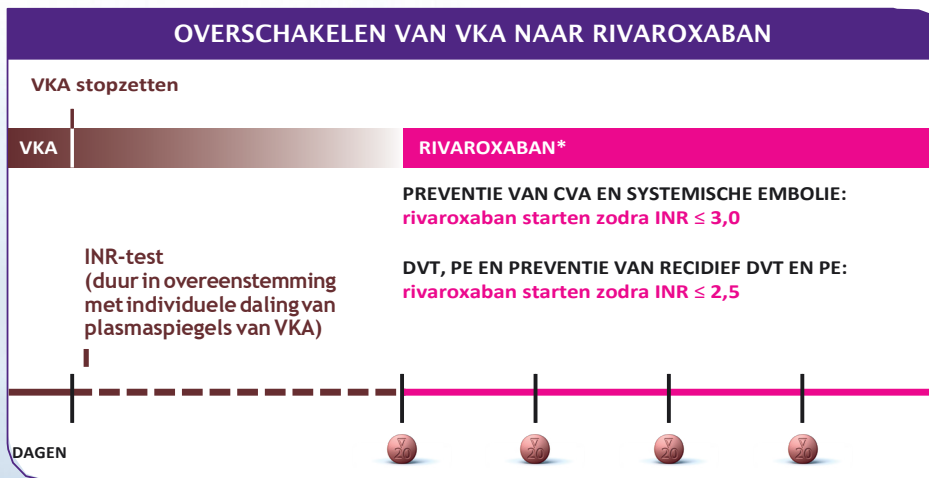 OVERSCHAKELEN VAN VKA NAAR RIVAROXABAN
VKA stopzetten
VKA
RIVAROXABAN*
PREVENTIE VAN CVA EN SYSTEMISCHE EMBOLIE:
rivaroxaban starten zodra INR ≤ 3,0
DVT, PE EN PREVENTIE VAN RECIDIEF DVT EN PE:
rivaroxaban starten zodra INR ≤ 2,5
INR-test
(duur in overeenstemming
met individuele daling van
plasmaspiegels van VKA)
DAGEN
20
20
20
20